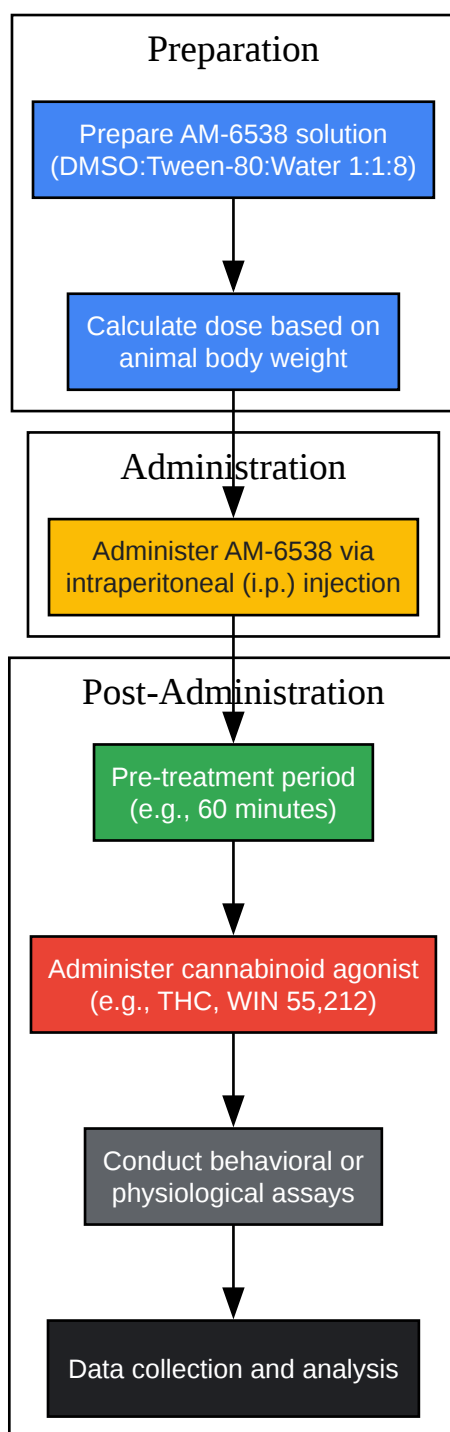 Preparation
Prepare AM-6538 solution
(DMSO:Tween-80:Water 1:1:8)
Calculate dose based on
animal body weight
Administration
Administer AM-6538 via
intraperitoneal (i.p.) injection
Post-Administration
Pre-treatment period
(e.g., 60 minutes)
Administer cannabinoid agonist
(e.g., THC, WIN 55,212)
Conduct behavioral or
physiological assays
Data collection and analysis